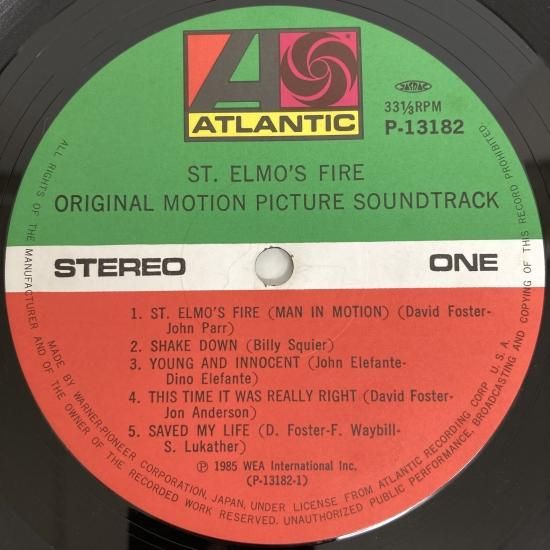 A
ATLANTIC
JASRAC
33⅓RPM
P-13182
ST. ELMO'S FIRE
ORIGINAL MOTION PICTURE SOUNDTRACK
STEREO
ONE
1. ST. ELMO'S FIRE (MAN IN MOTION) (David Foster-
John Parr)
2. SHAKE DOWN (Billy Squier)
3. YOUNG AND INNOCENT (John Elefante-
Dino Elefante)
4. THIS TIME IT WAS REALLY RIGHT (David Foster-
Jon Anderson)
5. SAVED MY LIFE (D. Foster-F. Waybill-
S. Lukather)
Ⓟ 1985 WEA International Inc.
(P-13182-1)
MADE BY WARNER-PIONEER CORPORATION, JAPAN, UNDER LICENSE FROM ATLANTIC RECORDING CORP. U.S.A.
ALL RIGHTS OF THE MANUFACTURER AND OF THE OWNER OF THE RECORDED WORK RESERVED. UNAUTHORIZED PUBLIC PERFORMANCE, BROADCASTING AND COPYING OF THIS RECORD PROHIBITED.